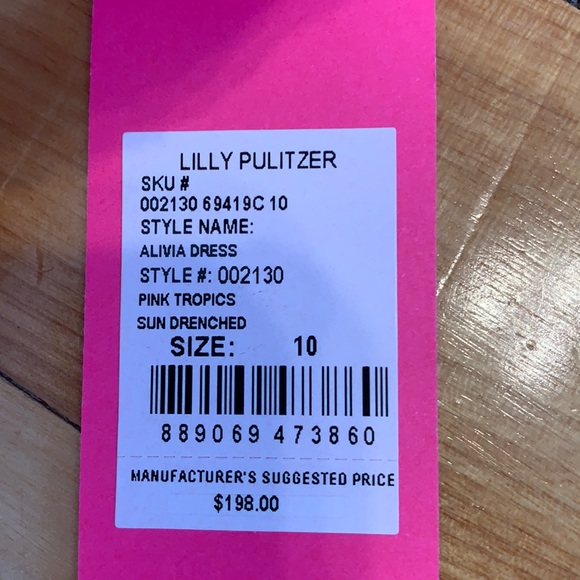 LILLY PULITZER
SKU #
002130 69419C 10
STYLE NAME:
ALIVIA DRESS
STYLE #: 002130
PINK TROPICS
SUN DRENCHED
SIZE: 10
889069 473860
MANUFACTURER'S SUGGESTED PRICE
$198.00